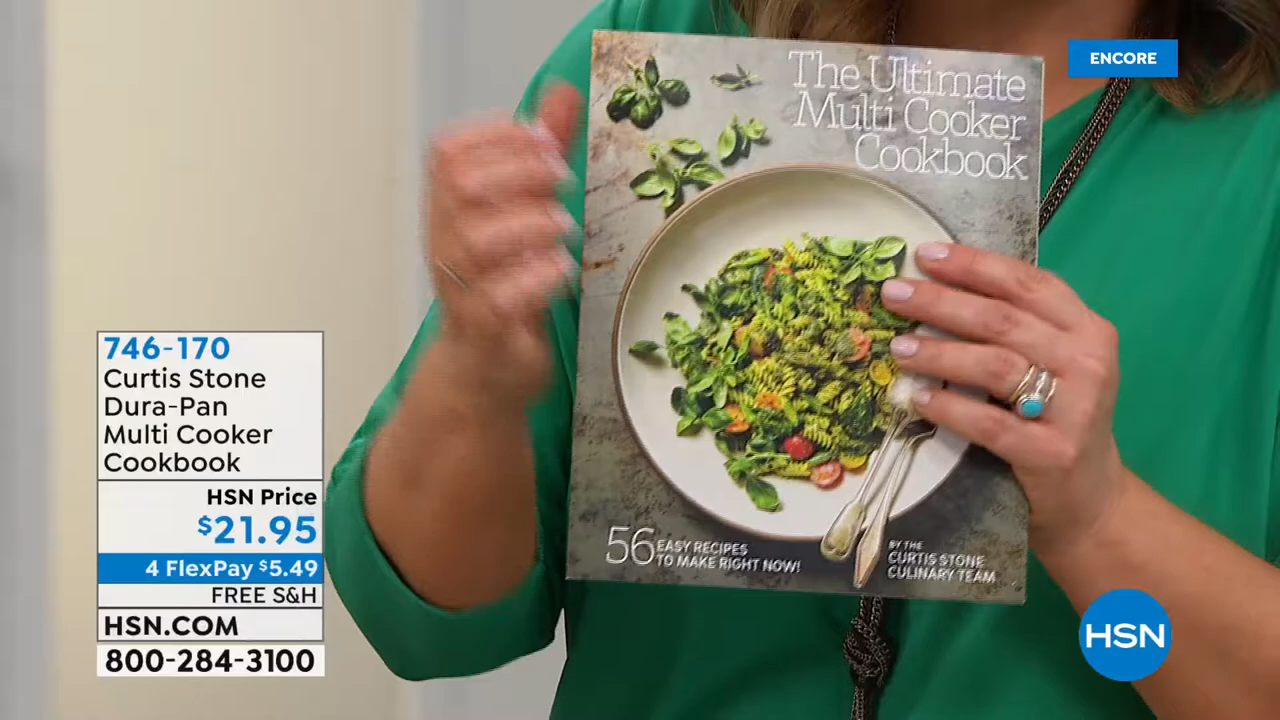 ENCORE
The Ultimate
Multi Cooker
Cookbook
56 EASY RECIPES
TO MAKE RIGHT NOW!
BY THE
CURTIS STONE
CULINARY TEAM
746-170
Curtis Stone
Dura-Pan
Multi Cooker
Cookbook
HSN Price
$21.95
4 FlexPay $5.49
FREE S&H
HSN.COM
800-284-3100
HSN